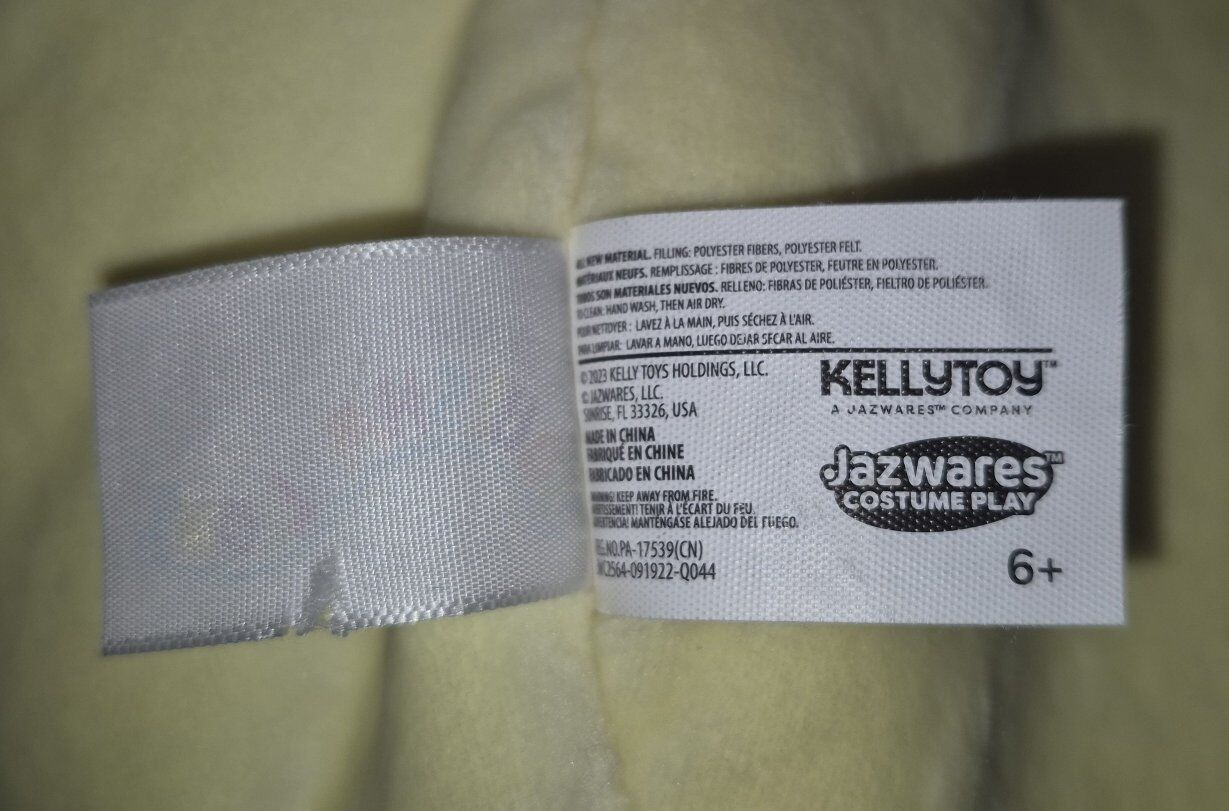 NEW MATERIAL. FILLING: POLYESTER FIBERS, POLYESTER FELT.
MATÉRIAUX NEUFS. REMPLISSAGE : FIBRES DE POLYESTER, FEUTRE EN POLYESTER.
SON MATERIALES NUEVOS. RELLENO: FIBRAS DE POLIÉSTER, FIELTRO DE POLIÉSTER.
TO CLEAN: HAND WASH, THEN AIR DRY.
POUR NETTOYER : LAVEZ À LA MAIN, PUIS SÉCHEZ À L'AIR.
PARA LIMPIAR: LAVAR A MANO, LUEGO DEJAR SECAR AL AIRE.
© 2023 KELLY TOYS HOLDINGS, LLC.
© JAZWARES, LLC.
SUNRISE, FL 33326, USA
MADE IN CHINA
FABRIQUÉ EN CHINE
FABRICADO EN CHINA
WARNING: KEEP AWAY FROM FIRE.
AVERTISSEMENT! TENIR À L'ÉCART DU FEU.
¡ADVERTENCIA! MANTÉNGASE ALEJADO DEL FUEGO.
REG.NO.PA-17539(CN)
2564-091922-Q044
KELLYTOY™
A JAZWARES™ COMPANY
Jazwares™
COSTUME PLAY
6+